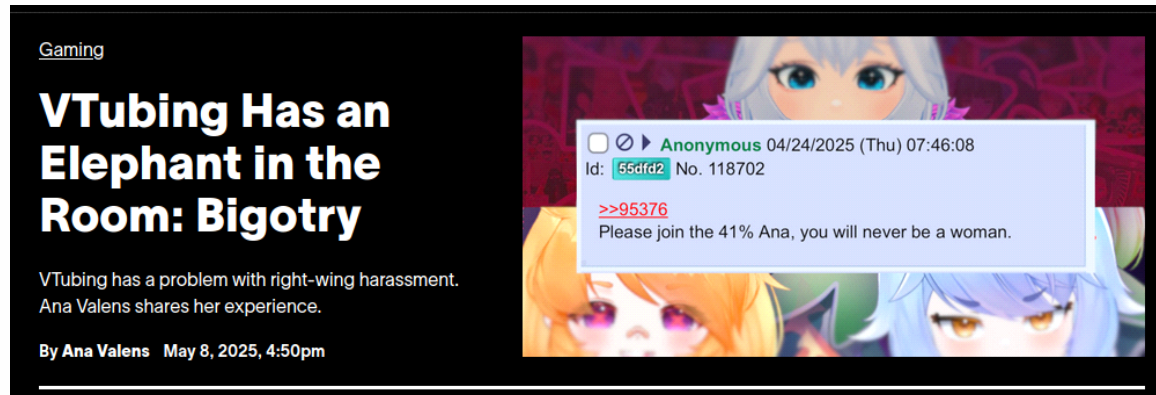 Gaming
VTubing Has an
Elephant in the
Room: Bigotry
VTubing has a problem with right-wing harassment.
Ana Valens shares her experience.
By Ana Valens May 8, 2025, 4:50pm
Anonymous 04/24/2025 (Thu) 07:46:08
Id: 55dfd2 No. 118702
>>95376
Please join the 41% Ana, you will never be a woman.